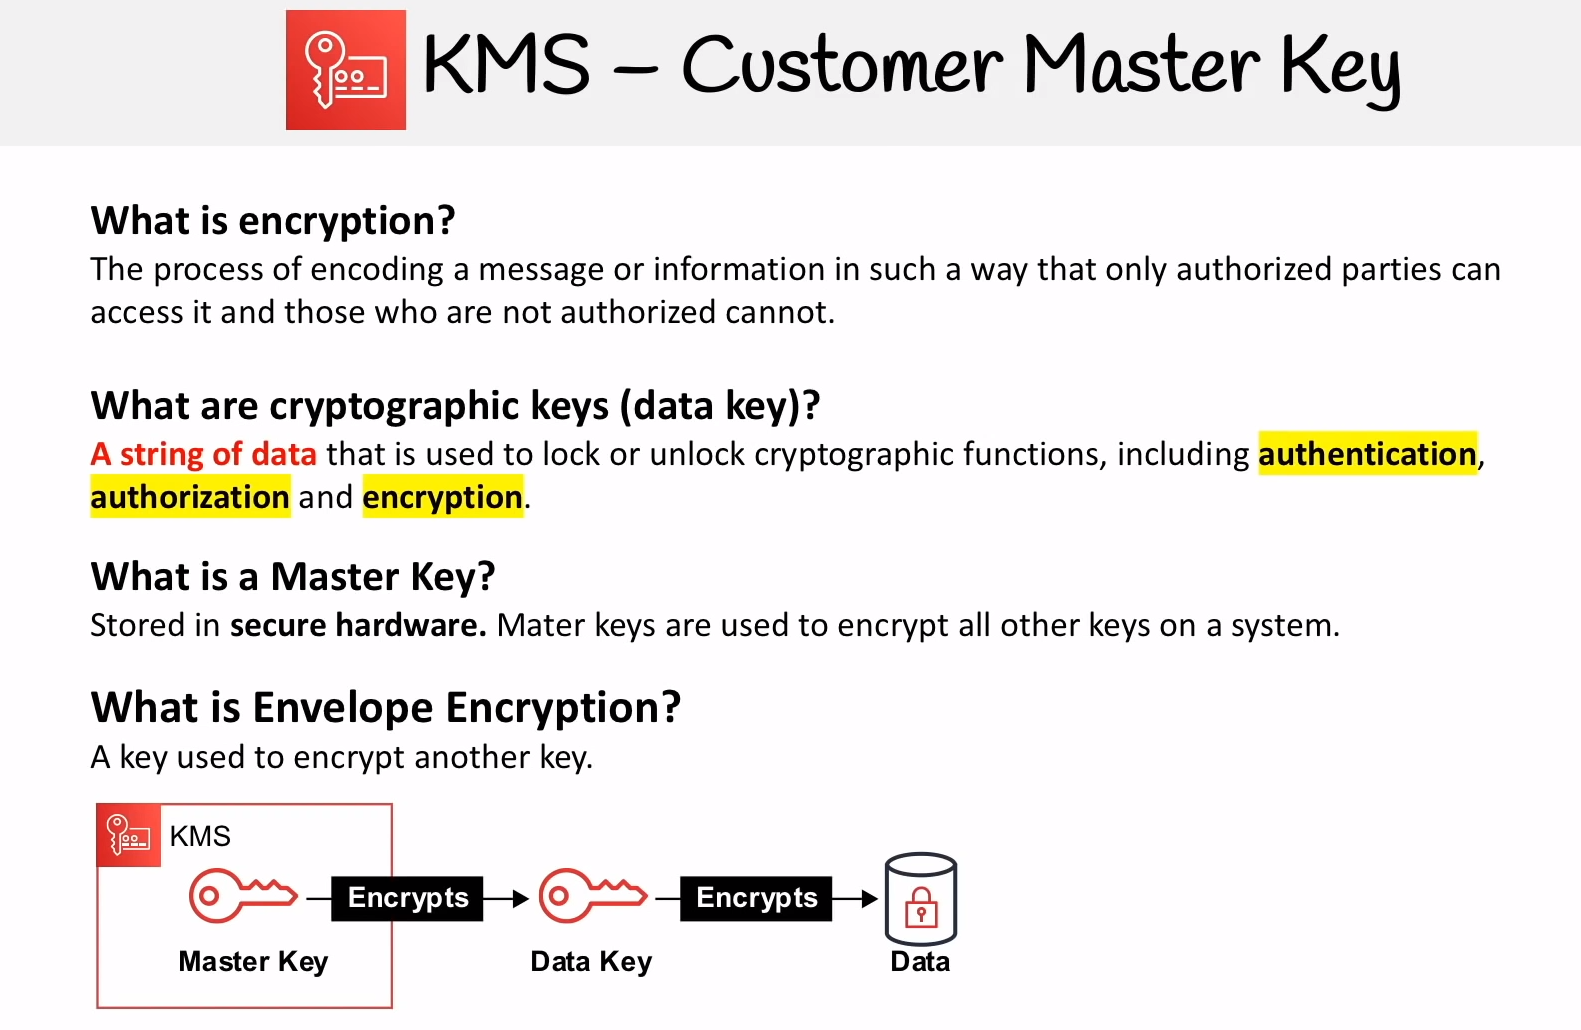 KMS – Customer Master Key
What is encryption?
The process of encoding a message or information in such a way that only authorized parties can
access it and those who are not authorized cannot.
What are cryptographic keys (data key)?
A string of data that is used to lock or unlock cryptographic functions, including authentication,
authorization and encryption.
What is a Master Key?
Stored in secure hardware. Mater keys are used to encrypt all other keys on a system.
What is Envelope Encryption?
A key used to encrypt another key.
KMS
Encrypts
Encrypts
Master Key
Data Key
Data